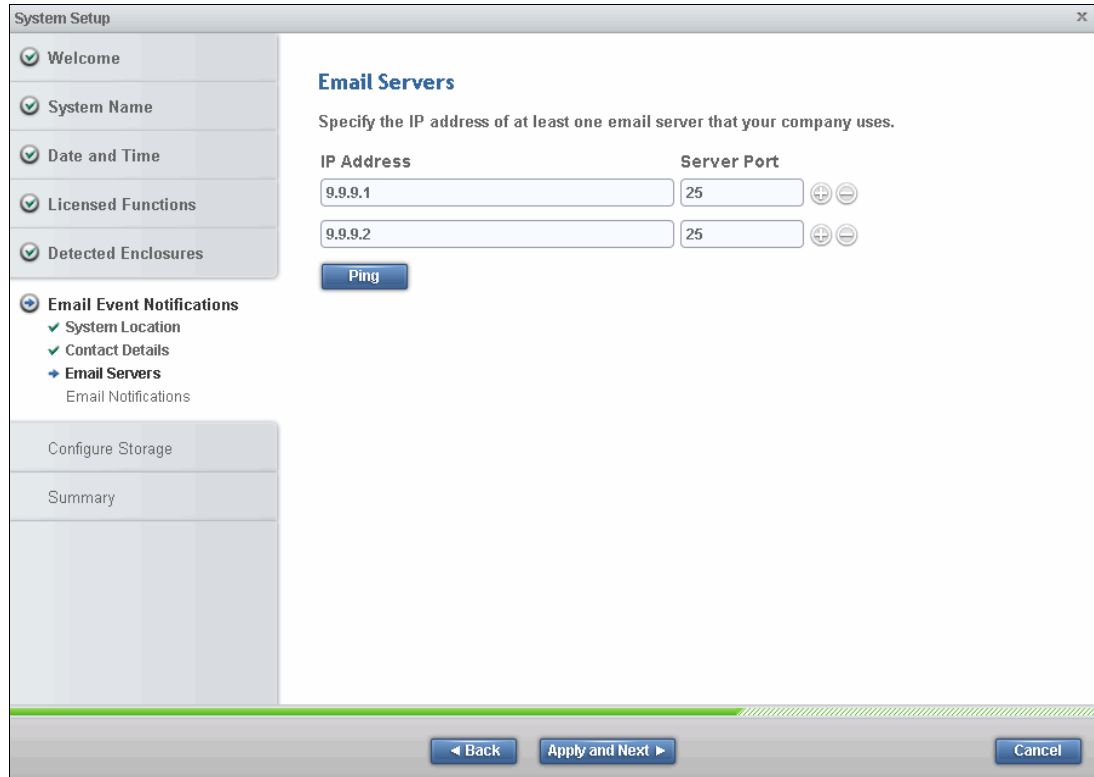 System Setup
x
Welcome
System Name
Date and Time
Licensed Functions
Detected Enclosures
Email Event Notifications
System Location
Contact Details
Email Servers
Email Notifications
Configure Storage
Summary
Email Servers
Specify the IP address of at least one email server that your company uses.
IP Address Server Port
9.9.9.1 25
9.9.9.2 25
Ping
Back Apply and Next Cancel